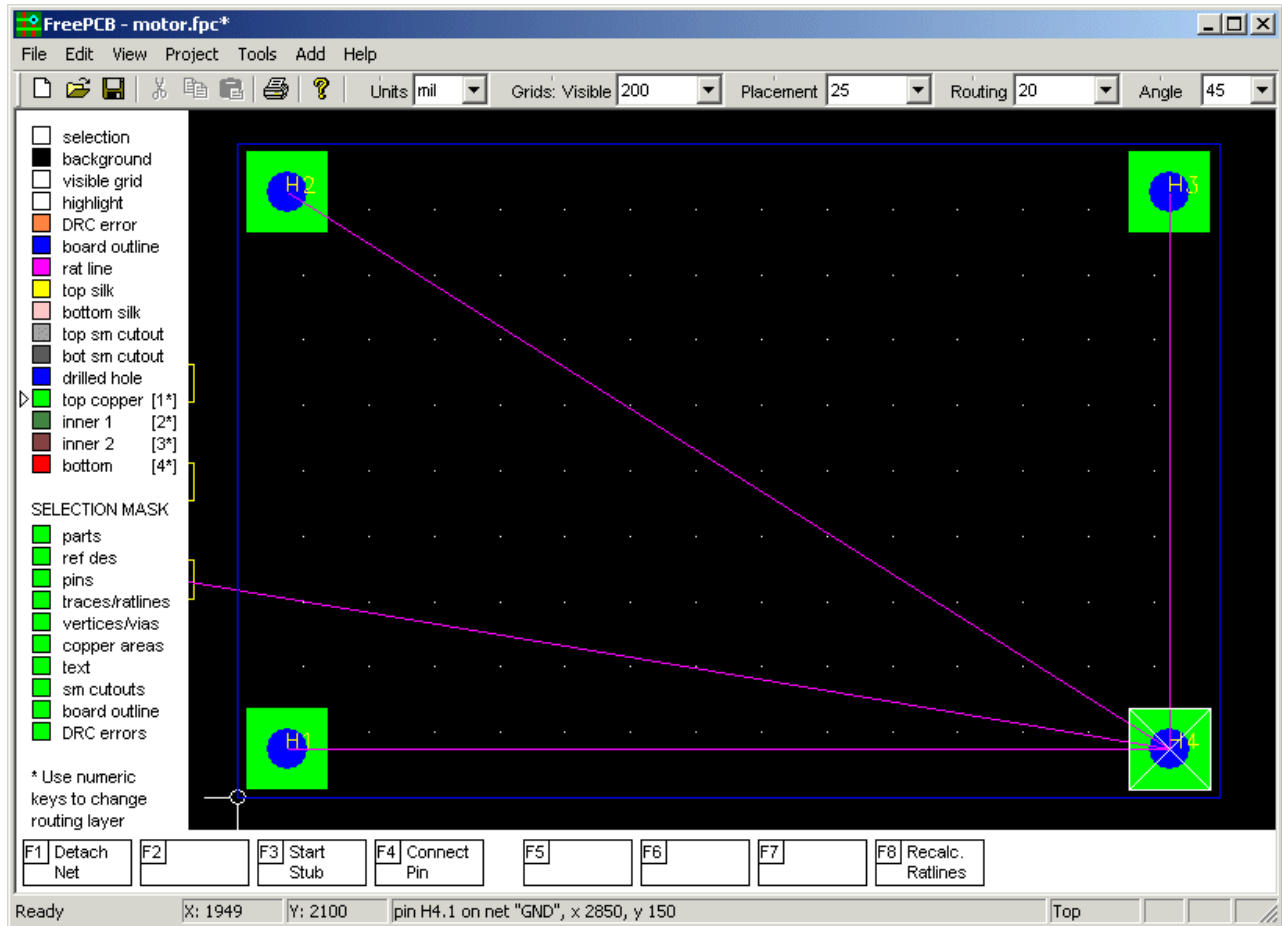 FreePCB - motor.fpc*
File Edit View Project Tools Add Help
Units mil Grids: Visible 200 Placement 25 Routing 20 Angle 45
selection
background
visible grid
highlight
DRC error
board outline
rat line
top silk
bottom silk
top sm cutout
bot sm cutout
drilled hole
top copper [1*]
inner 1 [2*]
inner 2 [3*]
bottom [4*]
SELECTION MASK
parts
ref des
pins
traces/ratlines
vertices/vias
copper areas
text
sm cutouts
board outline
DRC errors
* Use numeric
keys to change
routing layer
H2
H3
H1
H4
F1 Detach Net
F2
F3 Start Stub
F4 Connect Pin
F5
F6
F7
F8 Recalc. Ratlines
Ready X: 1949 Y: 2100 pin H4.1 on net "GND", x 2850, y 150 Top